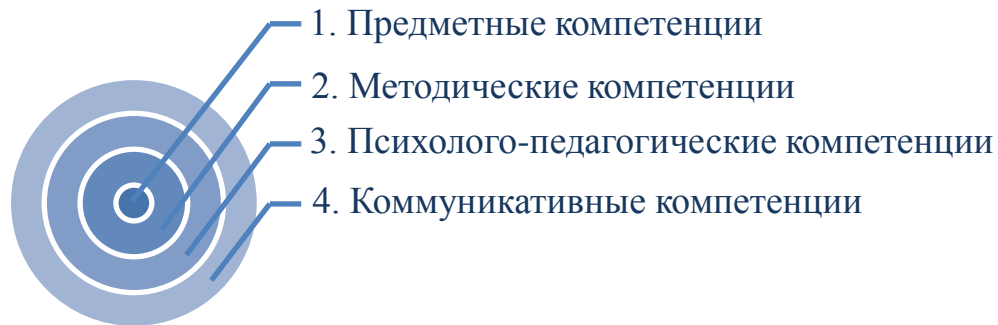 1. Предметные компетенции
2. Методические компетенции
3. Психолого-педагогические компетенции
4. Коммуникативные компетенции